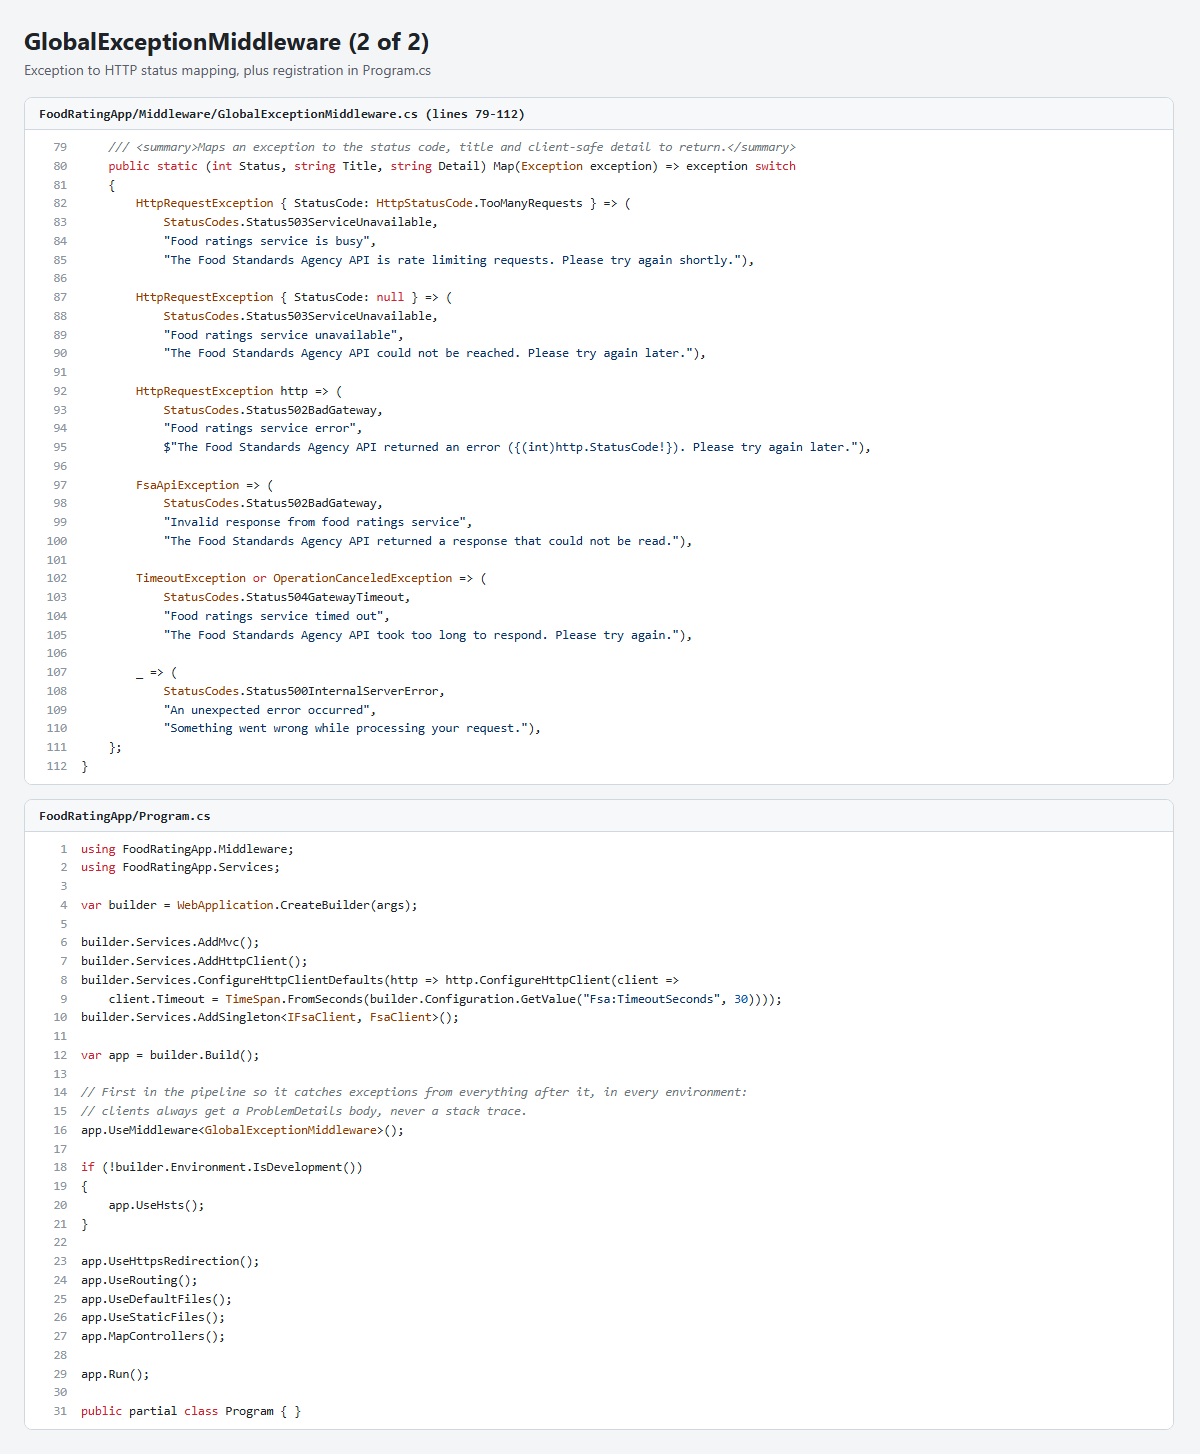 GlobalExceptionMiddleware (2 of 2)
Exception to HTTP status mapping, plus registration in Program.cs
FoodRatingApp/Middleware/GlobalExceptionMiddleware.cs (lines 79-112)
79     /// <summary>Maps an exception to the status code, title and client-safe detail to return.</summary>
80     public static (int Status, string Title, string Detail) Map(Exception exception) => exception switch
81     {
82         HttpRequestException { StatusCode: HttpStatusCode.TooManyRequests } => (
83             StatusCodes.Status503ServiceUnavailable,
84             "Food ratings service is busy",
85             "The Food Standards Agency API is rate limiting requests. Please try again shortly."),
86
87         HttpRequestException { StatusCode: null } => (
88             StatusCodes.Status503ServiceUnavailable,
89             "Food ratings service unavailable",
90             "The Food Standards Agency API could not be reached. Please try again later."),
91
92         HttpRequestException http => (
93             StatusCodes.Status502BadGateway,
94             "Food ratings service error",
95             $"The Food Standards Agency API returned an error ({(int)http.StatusCode!}). Please try again later."),
96
97         FsaApiException => (
98             StatusCodes.Status502BadGateway,
99             "Invalid response from food ratings service",
100             "The Food Standards Agency API returned a response that could not be read."),
101
102         TimeoutException or OperationCanceledException => (
103             StatusCodes.Status504GatewayTimeout,
104             "Food ratings service timed out",
105             "The Food Standards Agency API took too long to respond. Please try again."),
106
107         _ => (
108             StatusCodes.Status500InternalServerError,
109             "An unexpected error occurred",
110             "Something went wrong while processing your request."),
111     };
112 }
FoodRatingApp/Program.cs
1 using FoodRatingApp.Middleware;
2 using FoodRatingApp.Services;
3
4 var builder = WebApplication.CreateBuilder(args);
5
6 builder.Services.AddMvc();
7 builder.Services.AddHttpClient();
8 builder.Services.ConfigureHttpClientDefaults(http => http.ConfigureHttpClient(client =>
9     client.Timeout = TimeSpan.FromSeconds(builder.Configuration.GetValue("Fsa:TimeoutSeconds", 30))));
10 builder.Services.AddSingleton<IFsaClient, FsaClient>();
11
12 var app = builder.Build();
13
14 // First in the pipeline so it catches exceptions from everything after it, in every environment:
15 // clients always get a ProblemDetails body, never a stack trace.
16 app.UseMiddleware<GlobalExceptionMiddleware>();
17
18 if (!builder.Environment.IsDevelopment())
19 {
20     app.UseHsts();
21 }
22
23 app.UseHttpsRedirection();
24 app.UseRouting();
25 app.UseDefaultFiles();
26 app.UseStaticFiles();
27 app.MapControllers();
28
29 app.Run();
30
31 public partial class Program { }